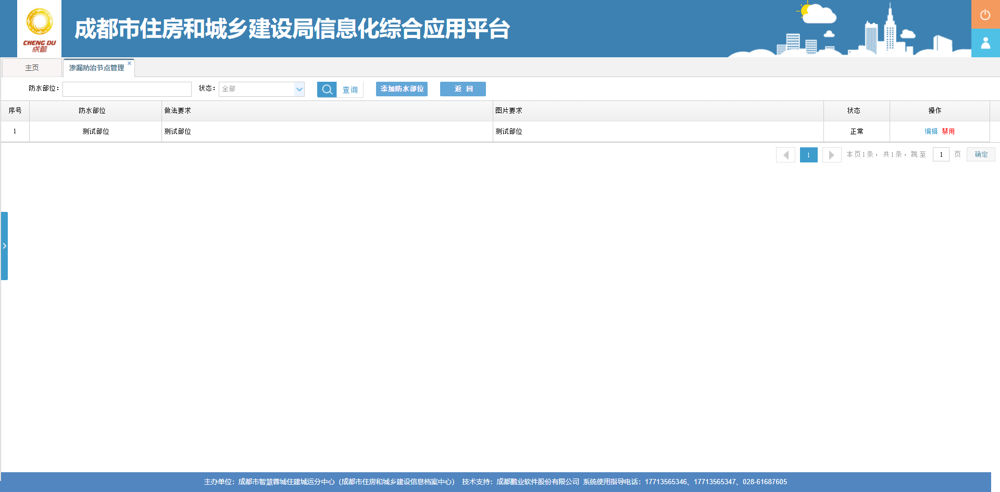 CHENG DU
成都
成都市住房和城乡建设局信息化综合应用平台
主页 渗漏防治节点管理
防水部位： 状态： 全部 查询 添加防水部位 返 回
序号 防水部位 做法要求 图片要求 状态 操作
1 测试部位 测试部位 测试部位 正常 编辑 禁用
1 本页1条，共1条，跳至 1 页 确定
主办单位：成都市智慧蓉城住建城运分中心（成都市住房和城乡建设信息档案中心） 技术支持：成都鹏业软件股份有限公司 系统使用指导电话：17713565346、17713565347、028-61687605